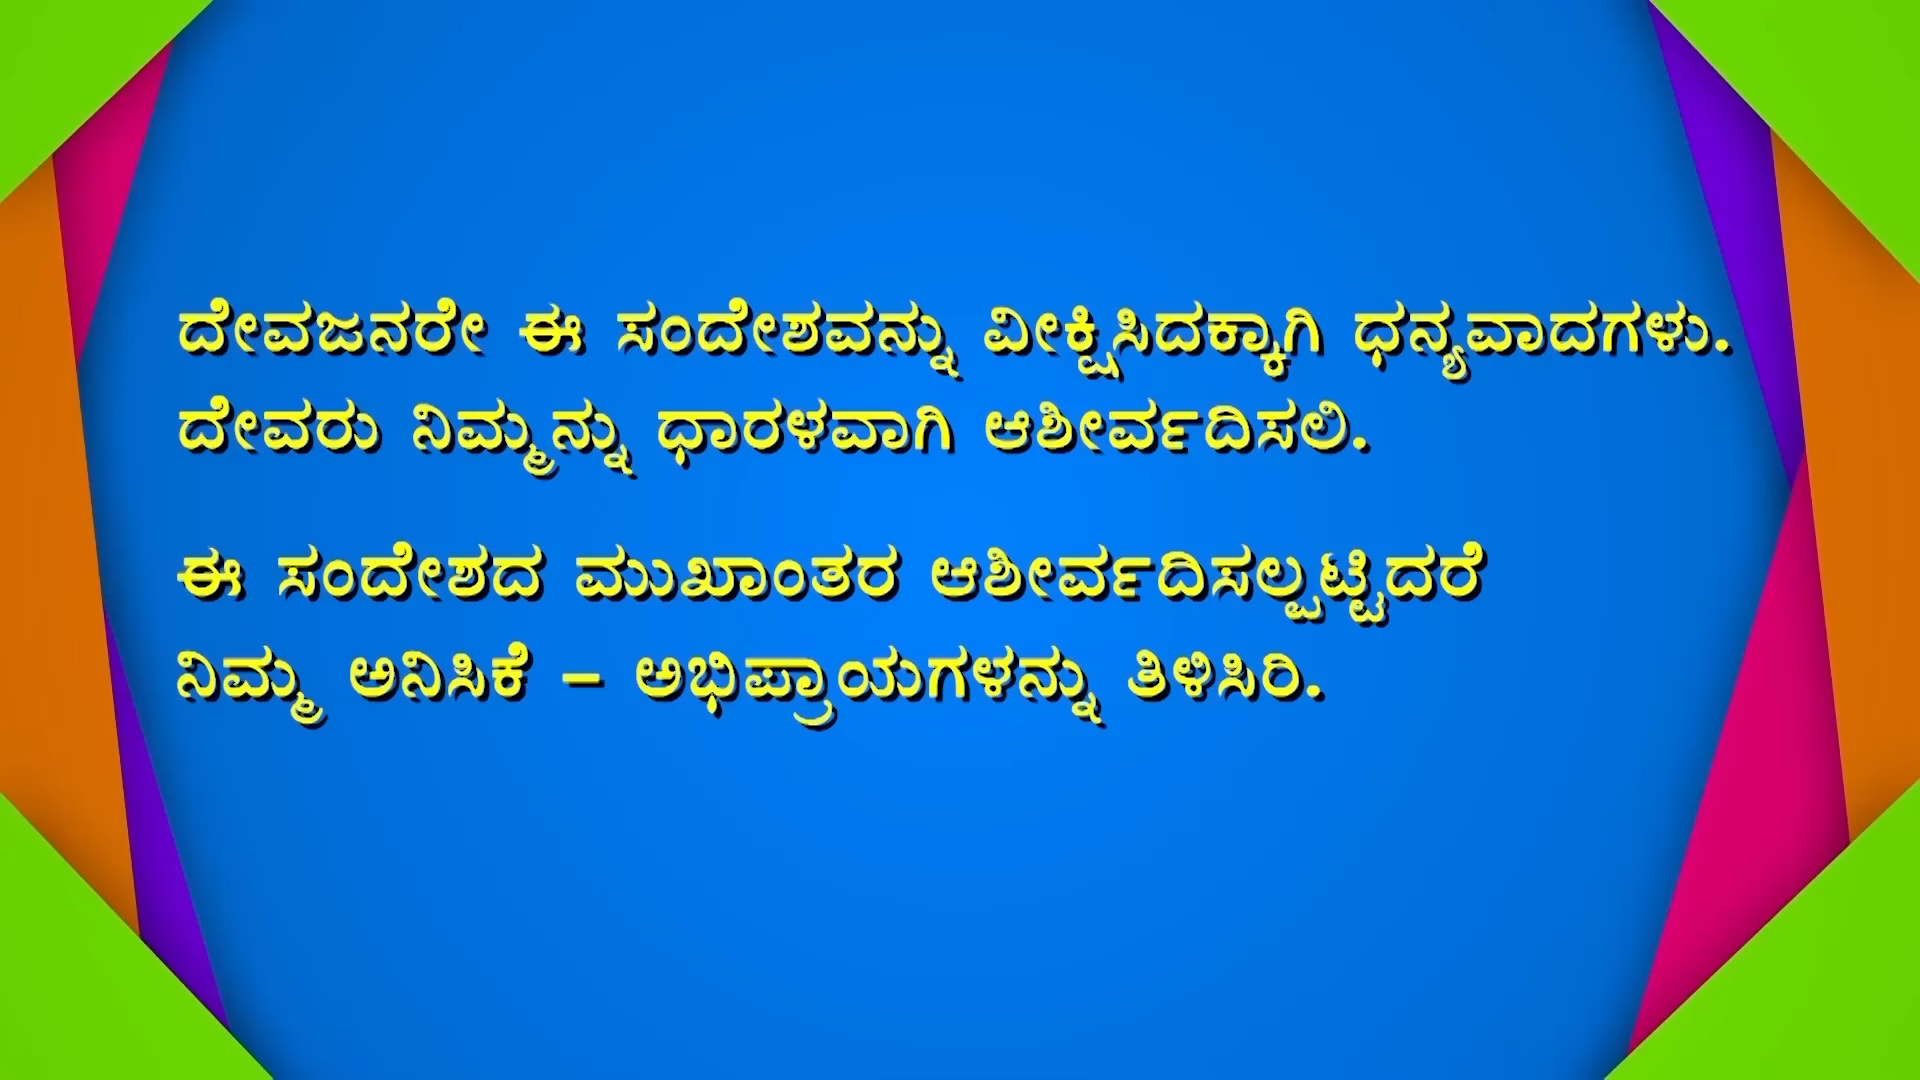 ದೇವಜನರೇ ಈ ಸಂದೇಶವನ್ನು ವೀಕ್ಷಿಸಿದಕ್ಕಾಗಿ ಧನ್ಯವಾದಗಳು.
ದೇವರು ನಿಮ್ಮನ್ನು ಧಾರಳವಾಗಿ ಆಶೀರ್ವದಿಸಲಿ.
ಈ ಸಂದೇಶದ ಮುಖಾಂತರ ಆಶೀರ್ವದಿಸಲ್ಪಟ್ಟಿದರೆ
ನಿಮ್ಮ ಅನಿಸಿಕೆ – ಅಭಿಪ್ರಾಯಗಳನ್ನು ತಿಳಿಸಿರಿ.